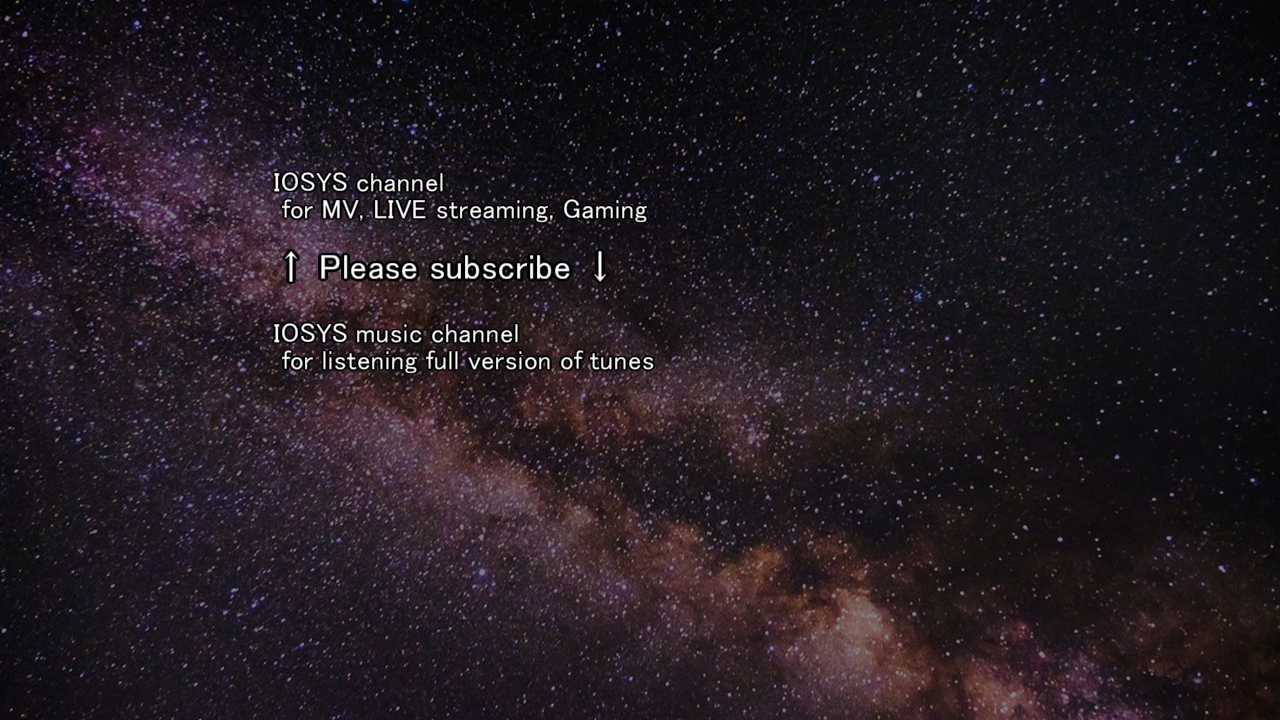 IOSYS channel
for MV, LIVE streaming, Gaming
↑ Please subscribe ↓
IOSYS music channel
for listening full version of tunes